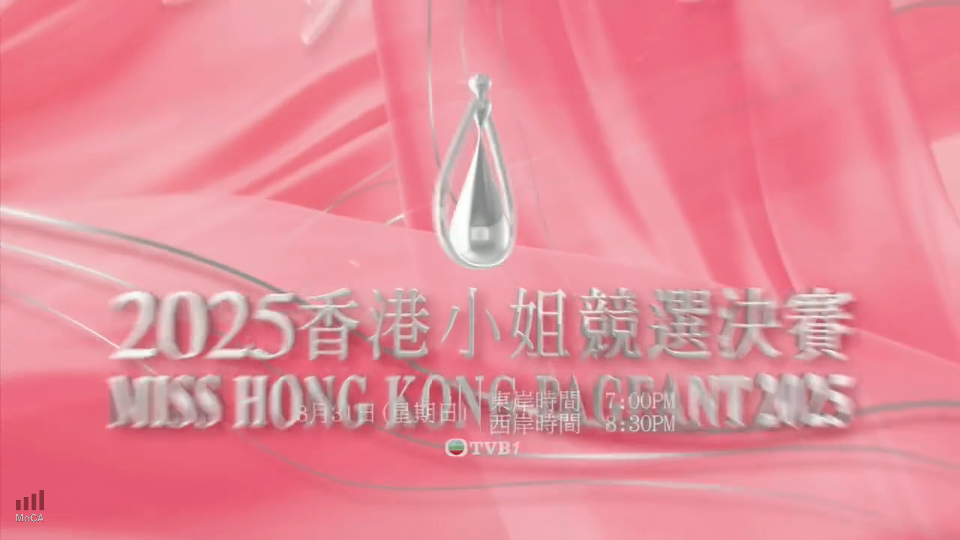 2025香港小姐競選決賽
MISS HONG KONG PAGEANT 2025
8月31日(星期日) 東岸時間 7:00PM
西岸時間 8:30PM
TVB1
MoCA